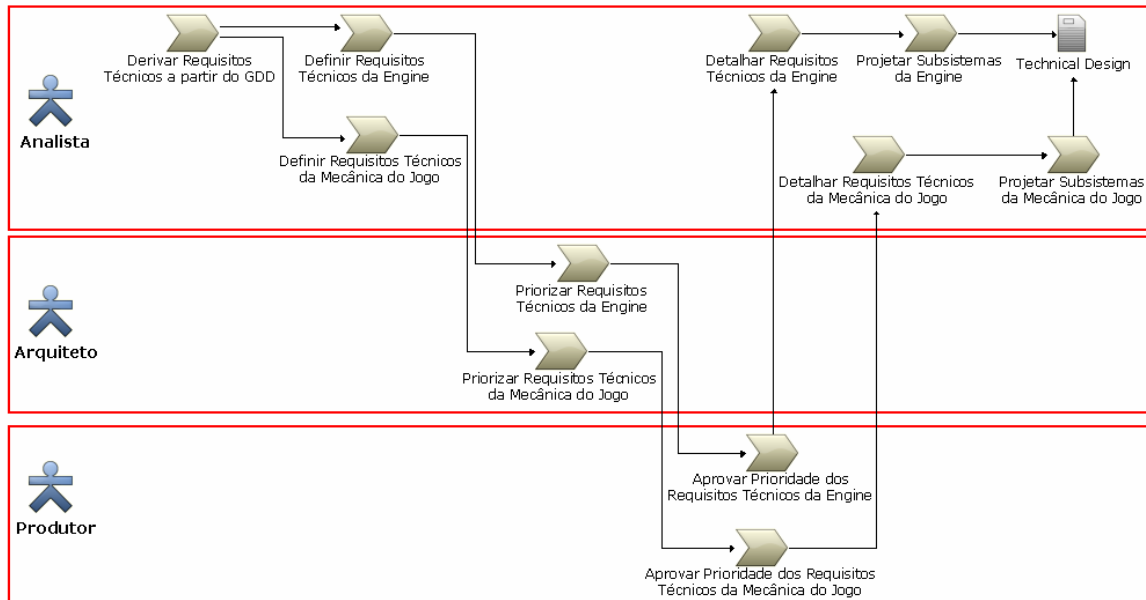 Derivar Requisitos
Técnicos a partir do GDD
Definir Requisitos
Técnicos da Engine
Detalhar Requisitos
Técnicos da Engine
Projetar Subsistemas
da Engine
Technical Design
Analista
Definir Requisitos Técnicos
da Mecânica do Jogo
Detalhar Requisitos Técnicos
da Mecânica do Jogo
Projetar Subsistemas
da Mecânica do Jogo
Priorizar Requisitos
Técnicos da Engine
Arquiteto
Priorizar Requisitos Técnicos
da Mecânica do Jogo
Aprovar Prioridade dos
Requisitos Técnicos da Engine
Produtor
Aprovar Prioridade dos Requisitos
Técnicos da Mecânica do Jogo